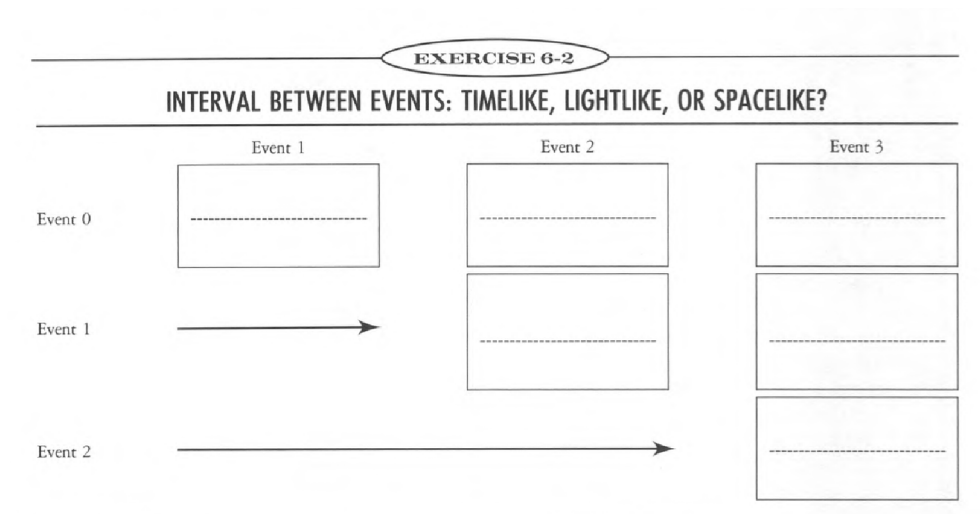 EXERCISE 6-2
INTERVAL BETWEEN EVENTS: TIMELIKE, LIGHTLIKE, OR SPACELIKE?
Event 1 Event 2 Event 3
Event 0
Event 1
Event 2